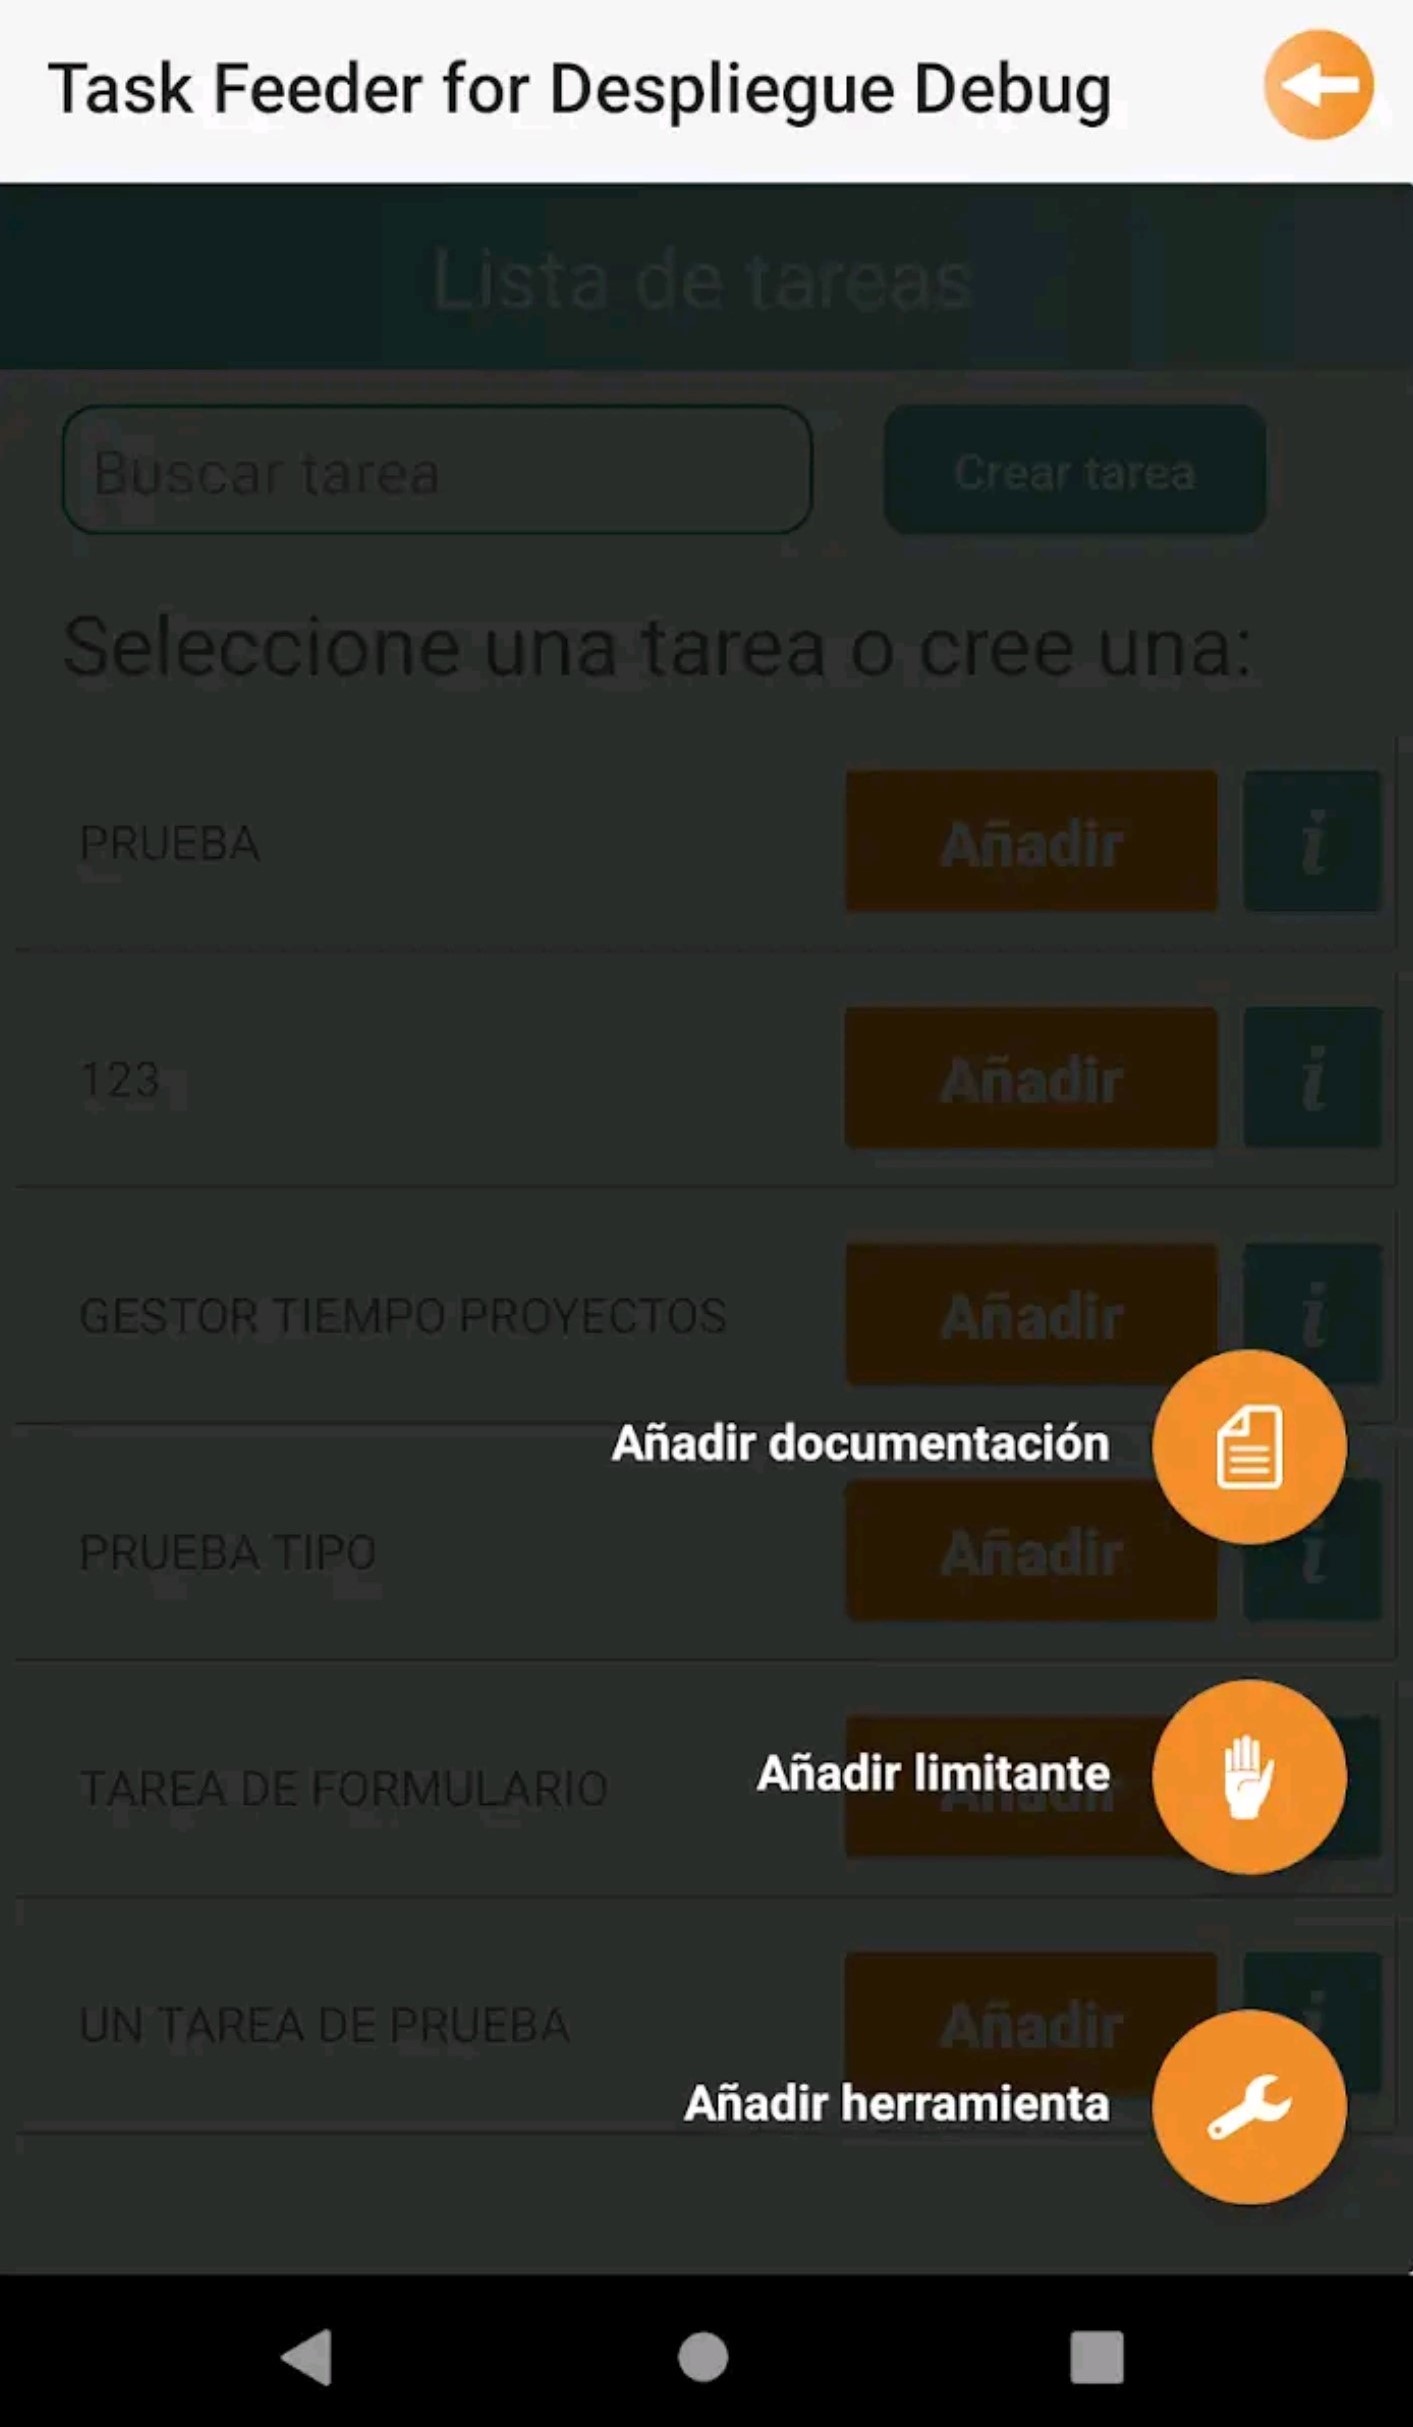 Task Feeder for Despliegue Debug
Lista de tareas
Buscar tarea
Crear tarea
Seleccione una tarea o cree una:
PRUEBA
Añadir
i
123
Añadir
i
GESTOR TIEMPO PROYECTOS
Añadir
i
Añadir documentación
PRUEBA TIPO
Añadir
i
Añadir limitante
TAREA DE FORMULARIO
Añadir
UN TAREA DE PRUEBA
Añadir
i
Añadir herramienta